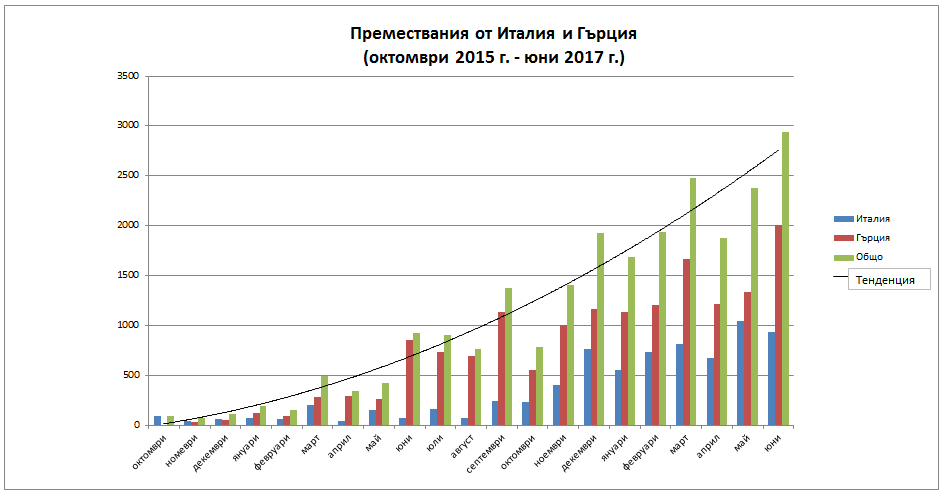 Премествания от Италия и Гърция
(октомври 2015 г. - юни 2017 г.)
3500
3000
2500
2000
1500
1000
500
0
октомври
ноември
декември
януари
февруари
март
април
май
юни
юли
август
септември
октомври
ноември
декември
януари
февруари
март
април
май
юни
Италия
Гърция
Общо
Тенденция